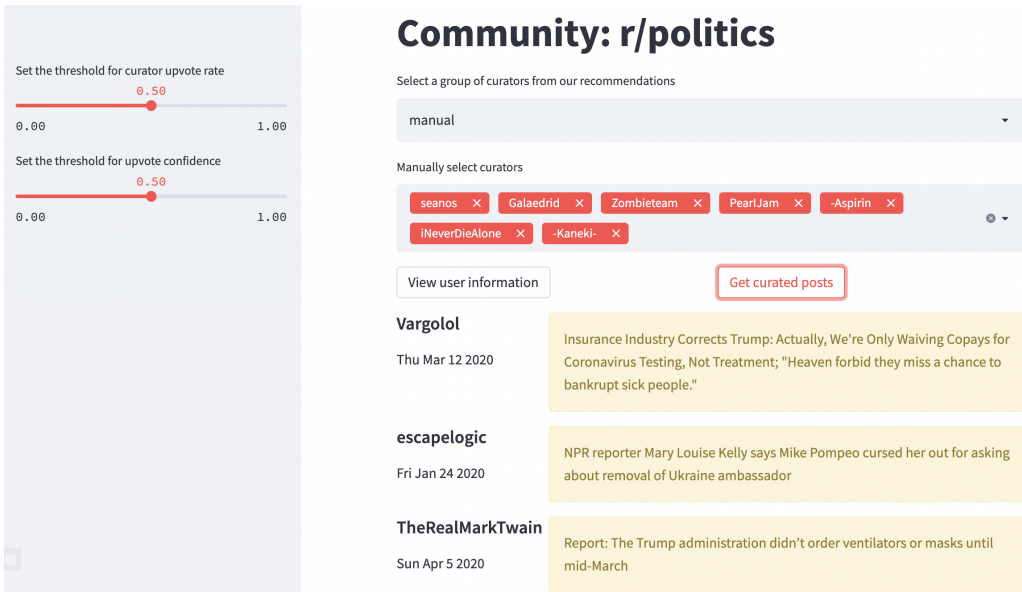 Set the threshold for curator upvote rate
0.50
0.00 1.00
Set the threshold for upvote confidence
0.50
0.00 1.00
Community: r/politics
Select a group of curators from our recommendations
manual
Manually select curators
seanos × Galaedrid × Zombieteam × PearlJam × -Aspirin ×
iNeverDieAlone × -Kaneki- ×
View user information Get curated posts
Vargolol
Thu Mar 12 2020
Insurance Industry Corrects Trump: Actually, We're Only Waiving Copays for
Coronavirus Testing, Not Treatment; "Heaven forbid they miss a chance to
bankrupt sick people."
escapelogic
Fri Jan 24 2020
NPR reporter Mary Louise Kelly says Mike Pompeo cursed her out for asking
about removal of Ukraine ambassador
TheRealMarkTwain
Sun Apr 5 2020
Report: The Trump administration didn't order ventilators or masks until
mid-March